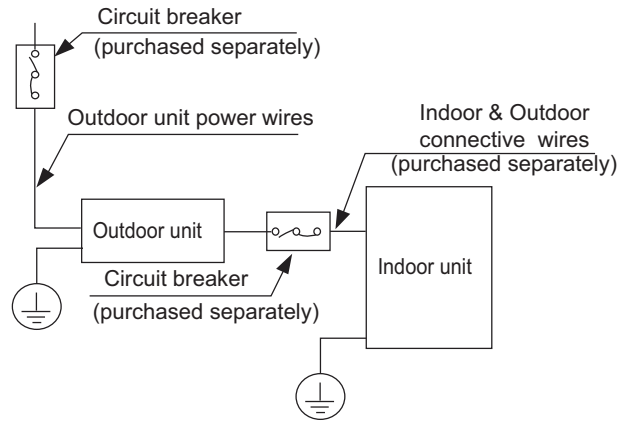 Circuit breaker
(purchased separately)
Outdoor unit power wires
Indoor & Outdoor
connective wires
(purchased separately)
Outdoor unit
Indoor unit
Circuit breaker
(purchased separately)